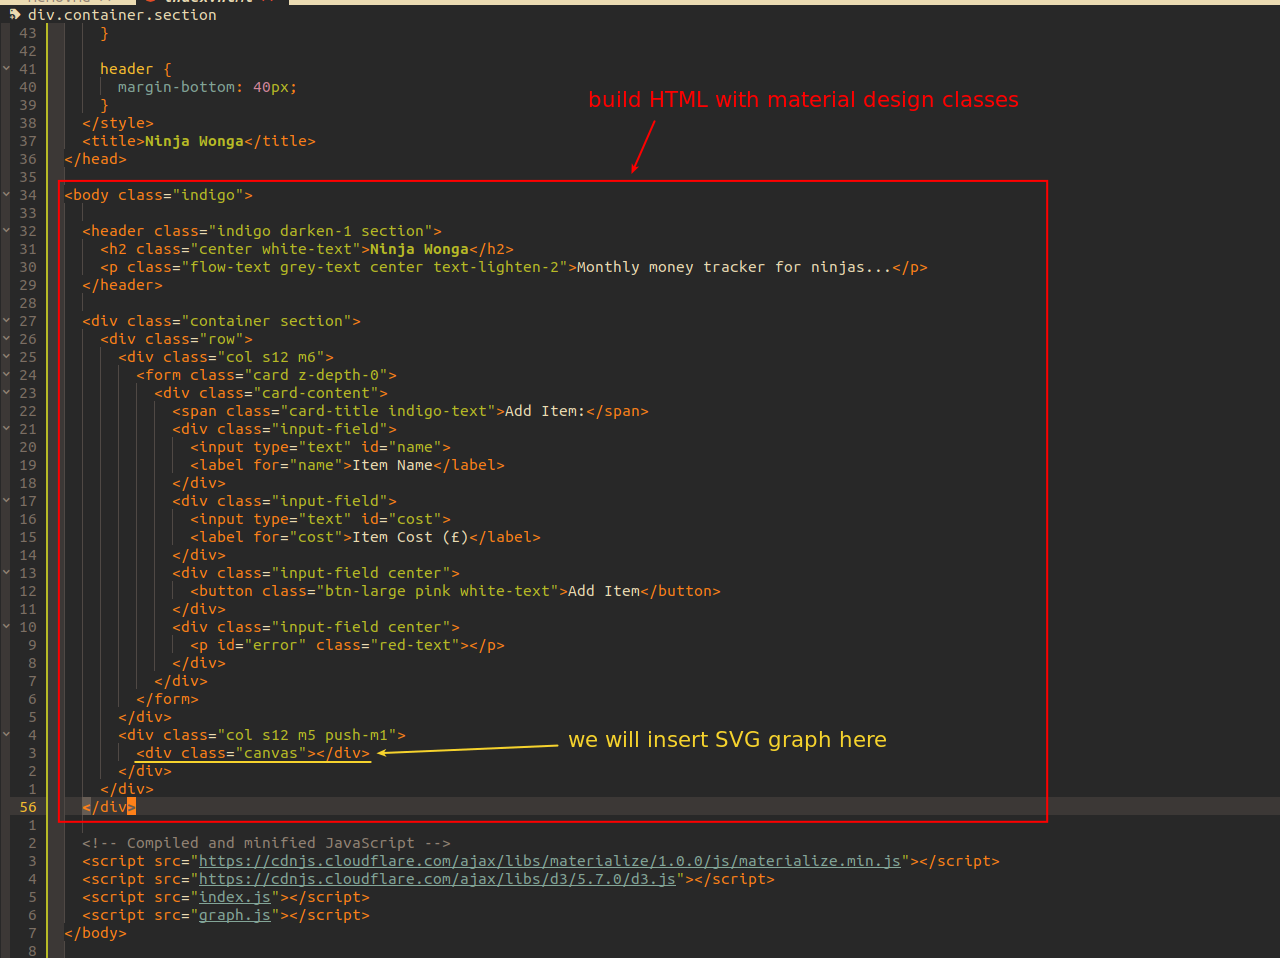 div.container.section
43 }
42
41 header {
40 margin-bottom: 40px;
39 }
build HTML with material design classes
38 </style>
37 <title>Ninja Wonga</title>
36 </head>
35
34 <body class="indigo">
33
32 <header class="indigo darken-1 section">
31 <h2 class="center white-text">Ninja Wonga</h2>
30 <p class="flow-text grey-text center text-lighten-2">Monthly money tracker for ninjas...</p>
29 </header>
28
27 <div class="container section">
26 <div class="row">
25 <div class="col s12 m6">
24 <form class="card z-depth-0">
23 <div class="card-content">
22 <span class="card-title indigo-text">Add Item:</span>
21 <div class="input-field">
20 <input type="text" id="name">
19 <label for="name">Item Name</label>
18 </div>
17 <div class="input-field">
16 <input type="text" id="cost">
15 <label for="cost">Item Cost (£)</label>
14 </div>
13 <div class="input-field center">
12 <button class="btn-large pink white-text">Add Item</button>
11 </div>
10 <div class="input-field center">
9 <p id="error" class="red-text"></p>
8 </div>
7 </div>
6 </form>
5 </div>
4 <div class="col s12 m5 push-m1">
3 <div class="canvas"></div>
we will insert SVG graph here
2 </div>
1 </div>
56 </div>
1
2 <!-- Compiled and minified JavaScript -->
3 <script src="https://cdnjs.cloudflare.com/ajax/libs/materialize/1.0.0/js/materialize.min.js"></script>
4 <script src="https://cdnjs.cloudflare.com/ajax/libs/d3/5.7.0/d3.js"></script>
5 <script src="index.js"></script>
6 <script src="graph.js"></script>
7 </body>
8